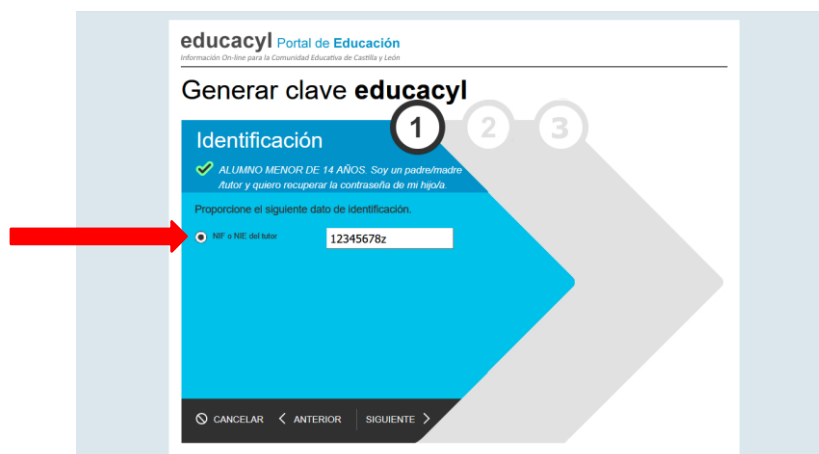 educacyl Portal de Educación
Información On-line para la Comunidad Educativa de Castilla y León
Generar clave educacyl
1 2 3
Identificación
ALUMNO MENOR DE 14 AÑOS. Soy un padre/madre
/tutor y quiero recuperar la contraseña de mi hijo/a.
Proporcione el siguiente dato de identificación.
NIF o NIE del tutor 12345678z
CANCELAR ANTERIOR SIGUIENTE